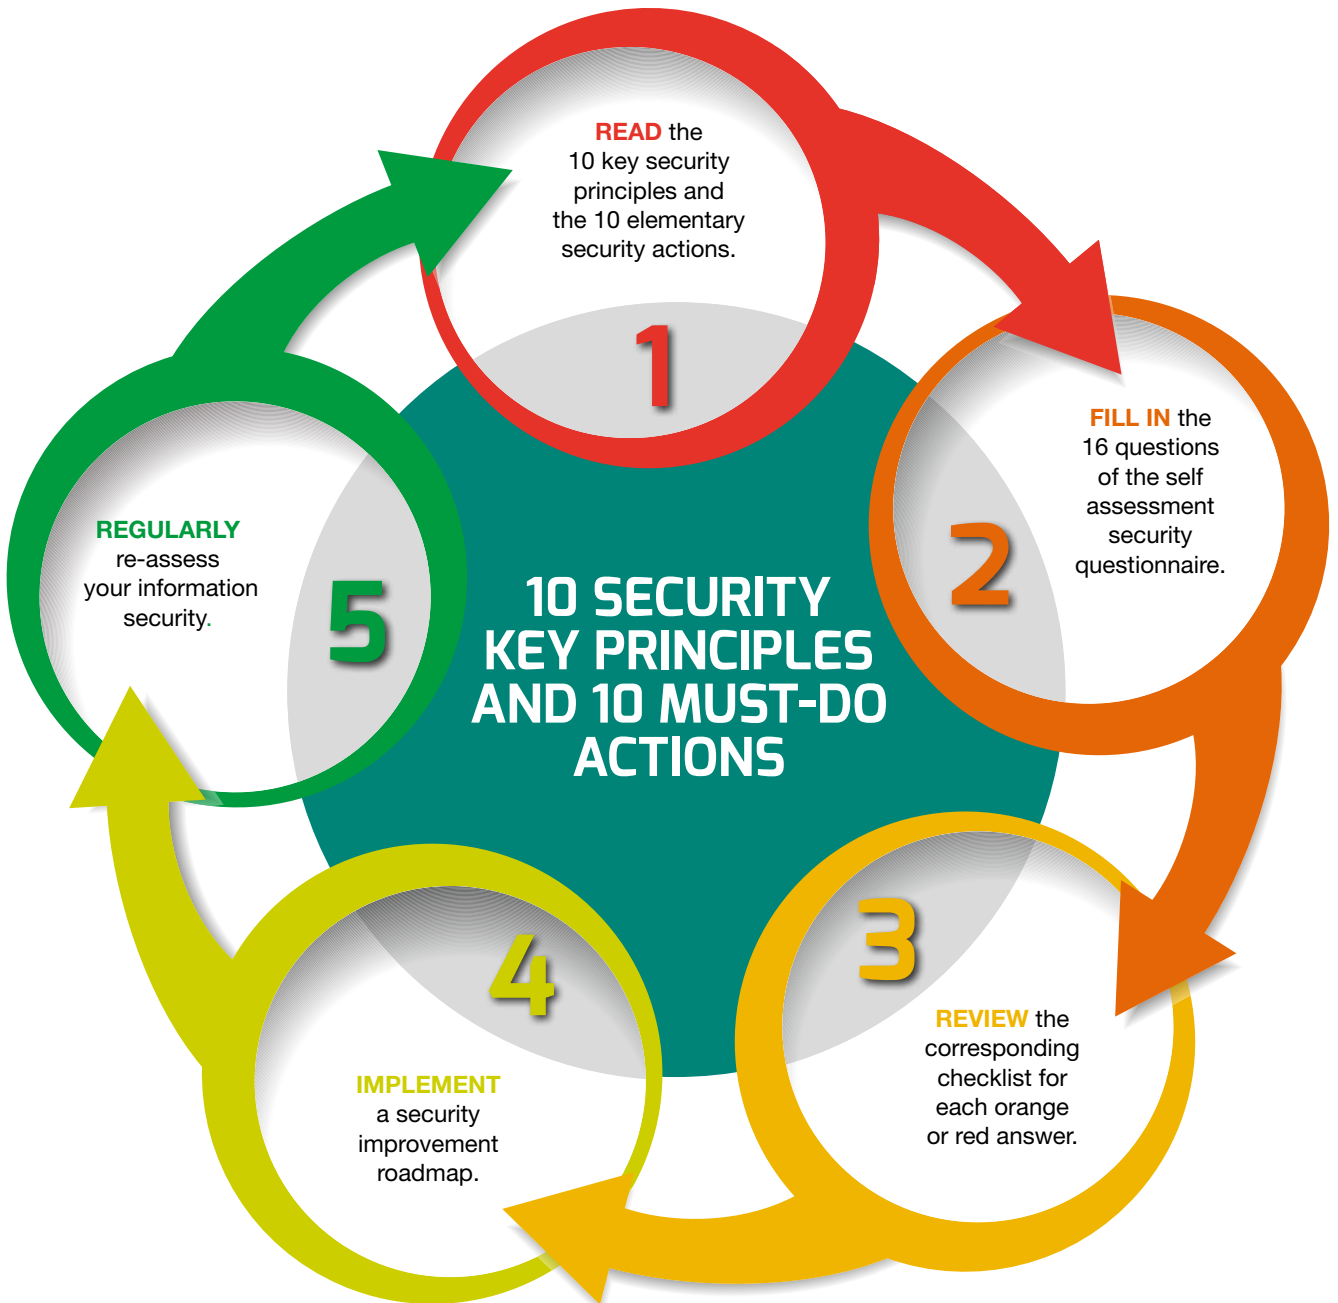 READ the
10 key security
principles and
the 10 elementary
security actions.
1
FILL IN the
16 questions
of the self
assessment
security
questionnaire.
2
REVIEW the
corresponding
checklist for
each orange
or red answer.
3
IMPLEMENT
a security
improvement
roadmap.
4
REGULARLY
re-assess
your information
security.
5
10 SECURITY
KEY PRINCIPLES
AND 10 MUST-DO
ACTIONS